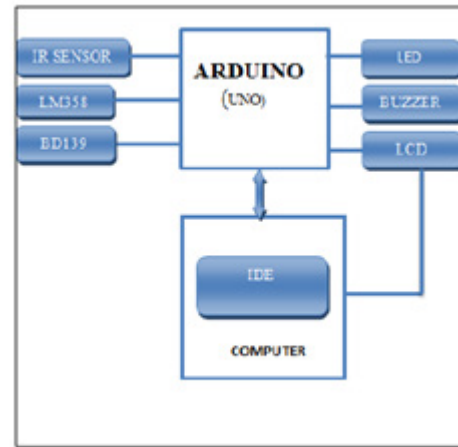 IR SENSOR
LM358
BD139
ARDUINO
(UNO)
LED
BUZZER
LCD
IDE
COMPUTER